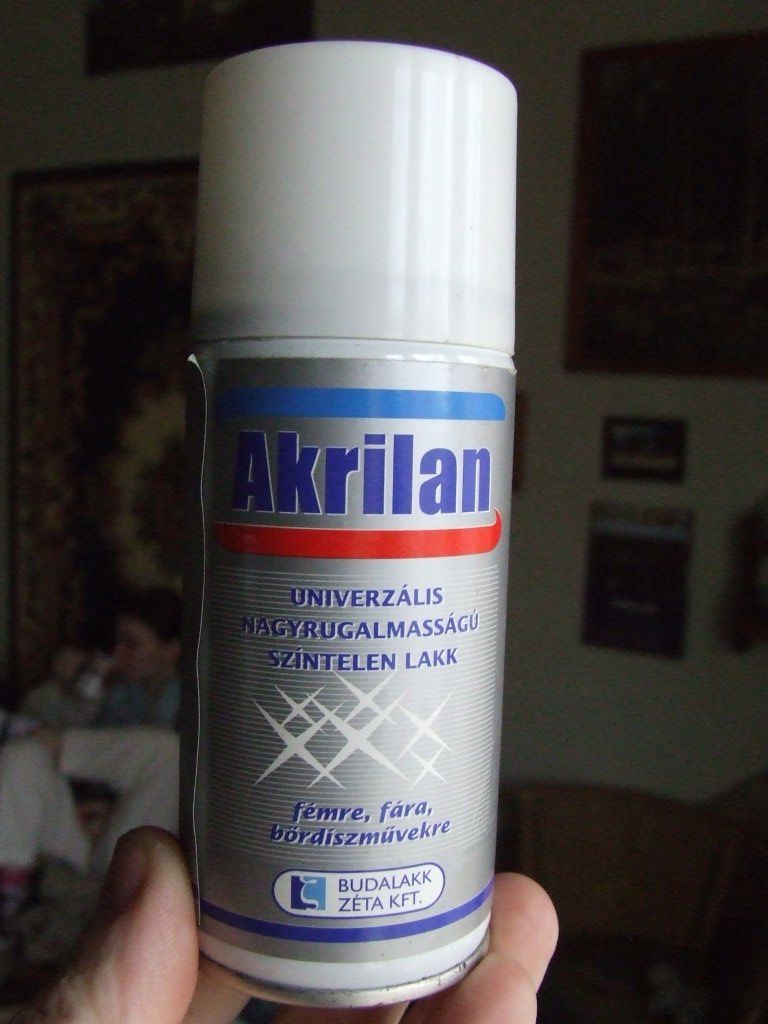 Akrilan
UNIVERZÁLIS
NAGYRUGALMASSÁGÚ
SZÍNTELEN LAKK
fémre, fára,
bőrdíszművekre
BUDALAKK
ZÉTA KFT.